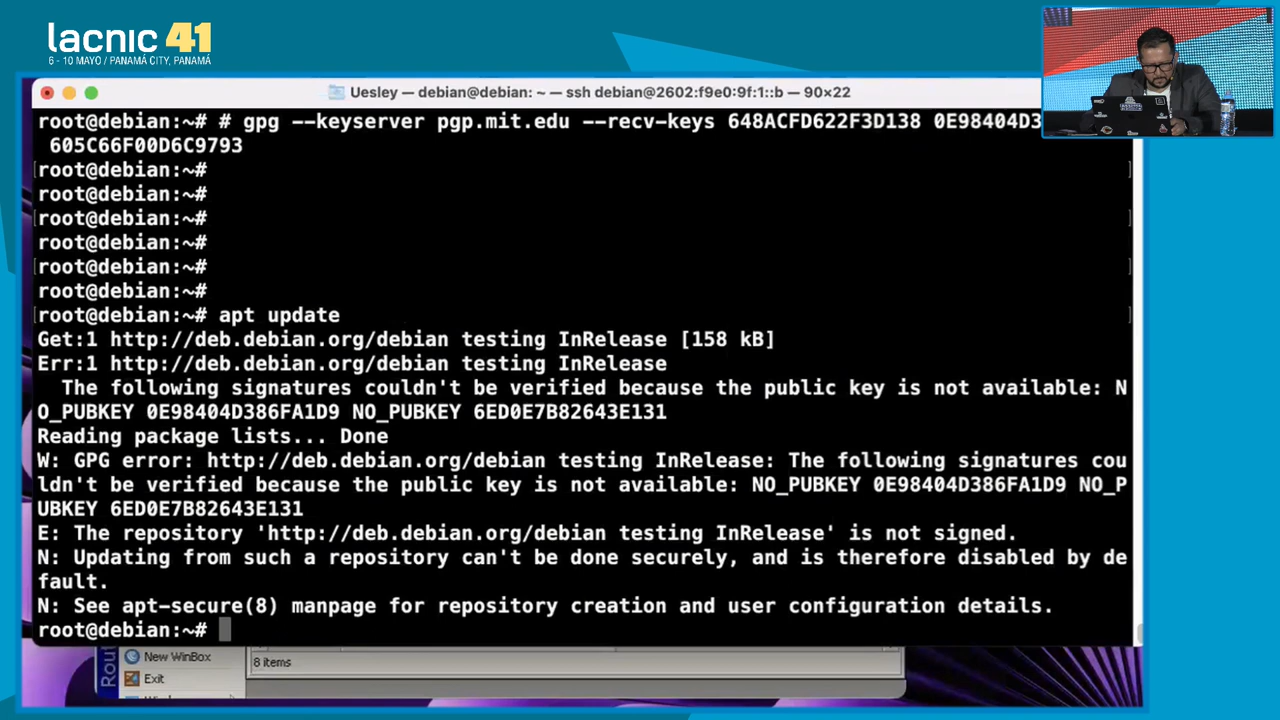 lacnic 41
6 - 10 MAYO / PANAMÁ CITY, PANAMÁ
Uesley — debian@debian: ~ — ssh debian@2602:f9e0:9f:1::b — 90×22
root@debian:~# # gpg --keyserver pgp.mit.edu --recv-keys 648ACFD622F3D138 0E98404D3
605C66F00D6C9793
root@debian:~#
root@debian:~#
root@debian:~#
root@debian:~#
root@debian:~#
root@debian:~#
root@debian:~# apt update
Get:1 http://deb.debian.org/debian testing InRelease [158 kB]
Err:1 http://deb.debian.org/debian testing InRelease
The following signatures couldn't be verified because the public key is not available: N
O_PUBKEY 0E98404D386FA1D9 NO_PUBKEY 6ED0E7B82643E131
Reading package lists... Done
W: GPG error: http://deb.debian.org/debian testing InRelease: The following signatures cou
ldn't be verified because the public key is not available: NO_PUBKEY 0E98404D386FA1D9 NO_P
UBKEY 6ED0E7B82643E131
E: The repository 'http://deb.debian.org/debian testing InRelease' is not signed.
N: Updating from such a repository can't be done securely, and is therefore disabled by de
fault.
N: See apt-secure(8) manpage for repository creation and user configuration details.
root@debian:~#
New WinBox
8 items
Exit